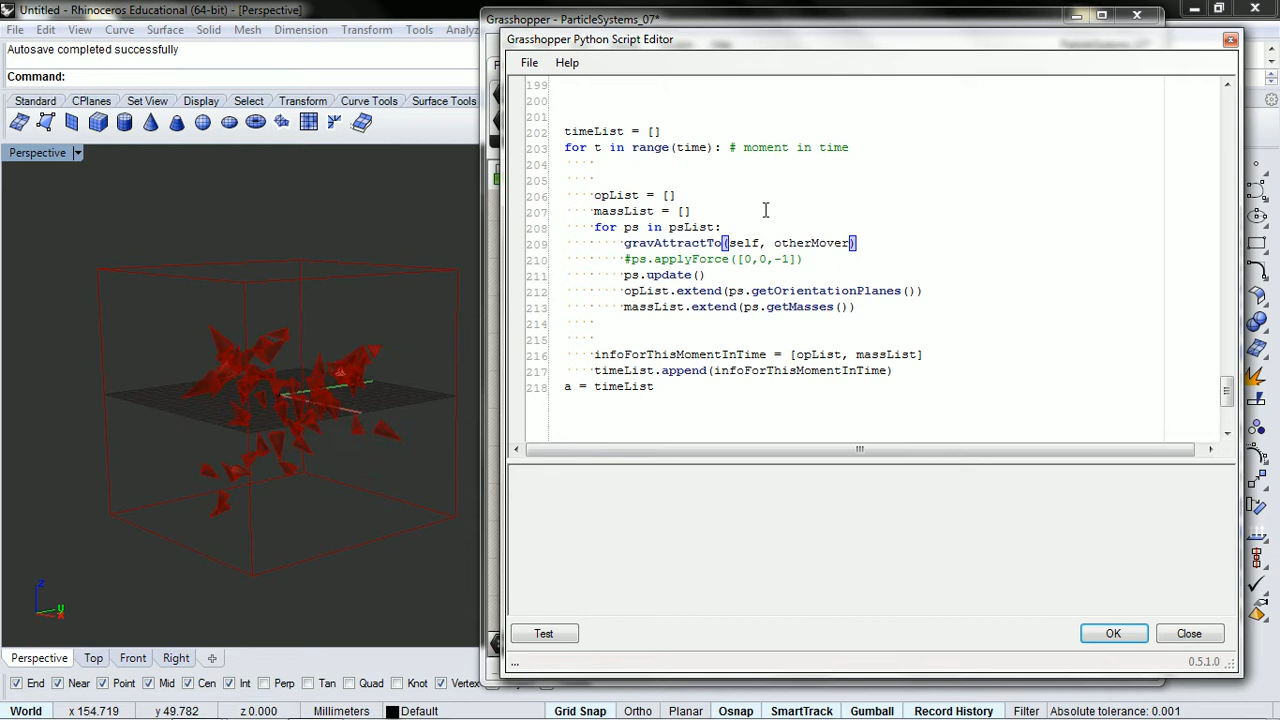 Untitled - Rhinoceros Educational (64-bit) - [Perspective]
File Edit View Curve Surface Solid Mesh Dimension Transform Tools Analyz
Autosave completed successfully
Command:
Standard CPlanes Set View Display Select Transform Curve Tools Surface Tools
Perspective
Grasshopper - ParticleSystems_07*
Grasshopper Python Script Editor
File Help
199
200
201
202 timeList = []
203 for t in range(time): # moment in time
204
205
206 opList = []
207 massList = []
208 for ps in psList:
209 gravAttractTo(self, otherMover)
210 #ps.applyForce([0,0,-1])
211 ps.update()
212 opList.extend(ps.getOrientationPlanes())
213 massList.extend(ps.getMasses())
214
215
216 infoForThisMomentInTime = [opList, massList]
217 timeList.append(infoForThisMomentInTime)
218 a = timeList
Test OK Close
... 0.5.1.0
z
y
x
Perspective Top Front Right
End Near Point Mid Cen Int Perp Tan Quad Knot Vertex
World x 154.719 y 49.782 z 0.000 Millimeters Default Grid Snap Ortho Planar Osnap SmartTrack Gumball Record History Filter Absolute tolerance: 0.001